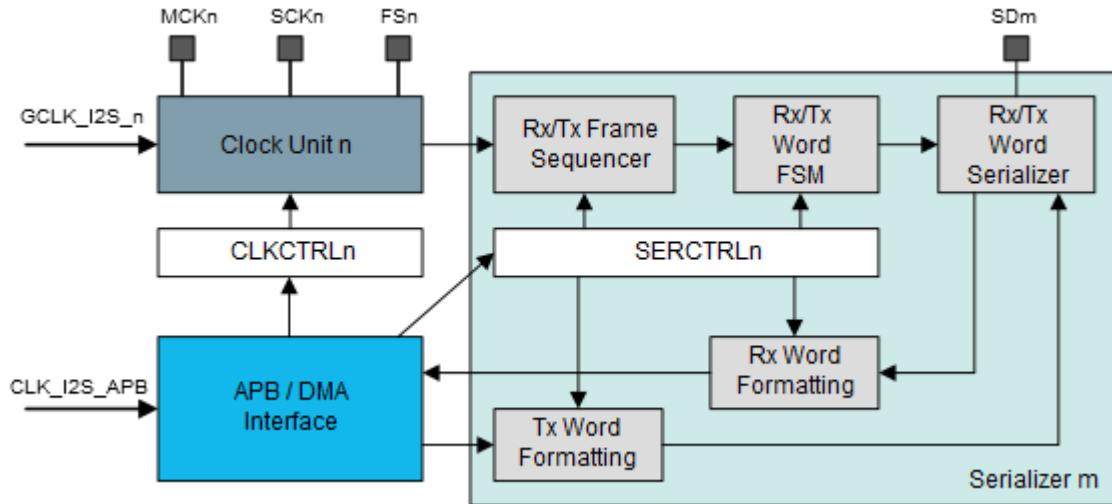 MCKn
SCKn
FSn
SDm
GCLK_I2S_n
Clock Unit n
Rx/Tx Frame
Sequencer
Rx/Tx
Word
FSM
Rx/Tx
Word
Serializer
CLKCTRLn
SERCTRLn
CLK_I2S_APB
APB / DMA
Interface
Rx Word
Formatting
Tx Word
Formatting
Serializer m